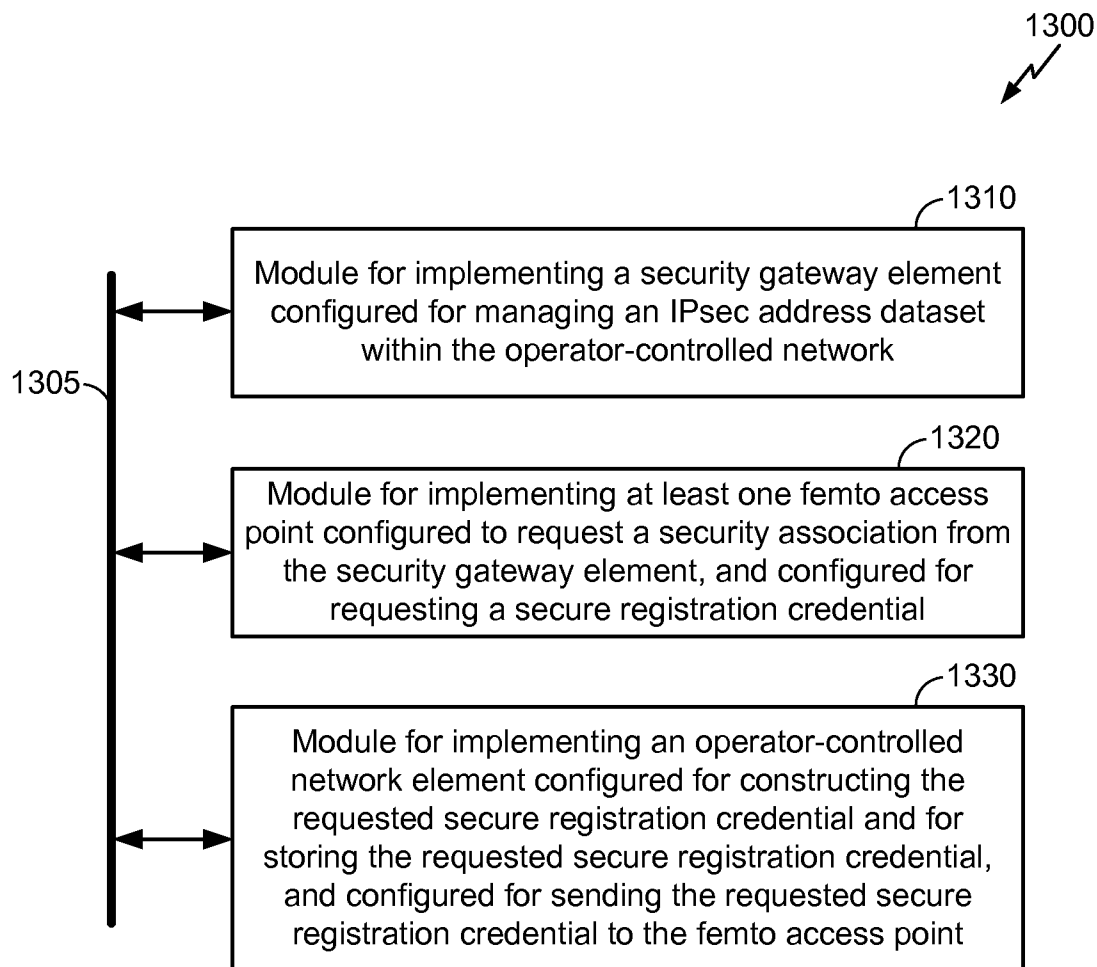 1300
1310
Module for implementing a security gateway element
configured for managing an IPsec address dataset
within the operator-controlled network
1305
1320
Module for implementing at least one femto access
point configured to request a security association from
the security gateway element, and configured for
requesting a secure registration credential
1330
Module for implementing an operator-controlled
network element configured for constructing the
requested secure registration credential and for
storing the requested secure registration credential,
and configured for sending the requested secure
registration credential to the femto access point